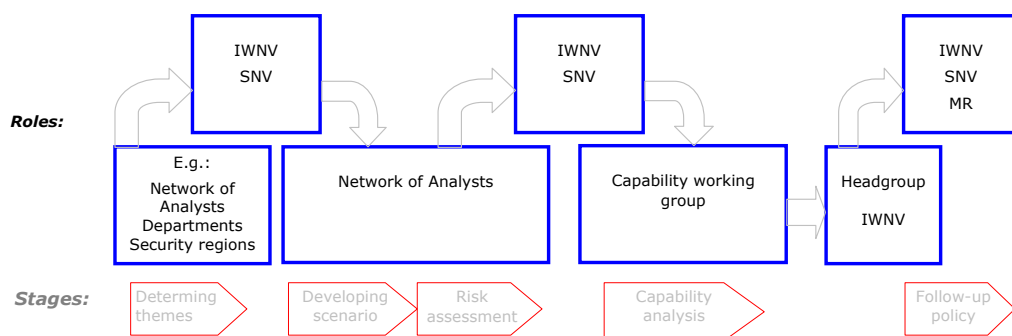 IWNV
SNV
IWNV
SNV
IWNV
SNV
MR
Roles:
E.g.:
Network of
Analysts
Departments
Security regions
Network of Analysts
Capability working
group
Headgroup
IWNV
Stages:
Determing
themes
Developing
scenario
Risk
assessment
Capability
analysis
Follow-up
policy